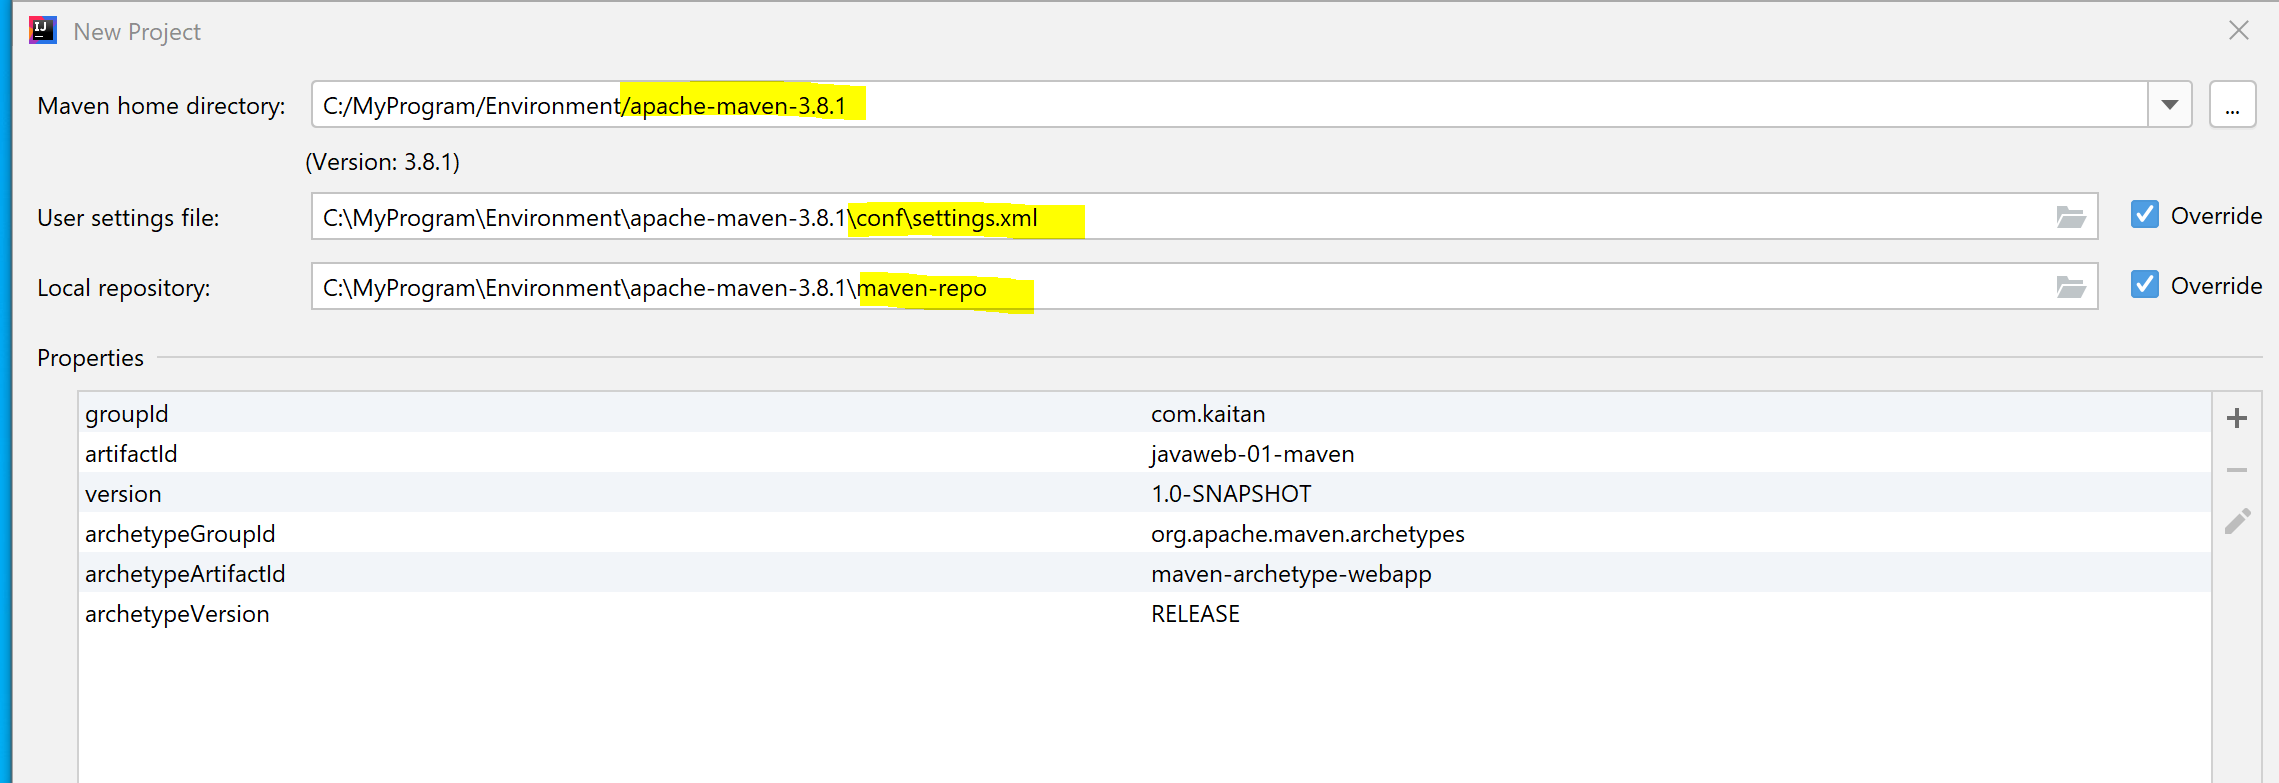 IJ
New Project
Maven home directory: C:/MyProgram/Environment/apache-maven-3.8.1 ...
(Version: 3.8.1)
User settings file: C:\MyProgram\Environment\apache-maven-3.8.1\conf\settings.xml Override
Local repository: C:\MyProgram\Environment\apache-maven-3.8.1\maven-repo Override
Properties
groupId com.kaitan
artifactId javaweb-01-maven
version 1.0-SNAPSHOT
archetypeGroupId org.apache.maven.archetypes
archetypeArtifactId maven-archetype-webapp
archetypeVersion RELEASE